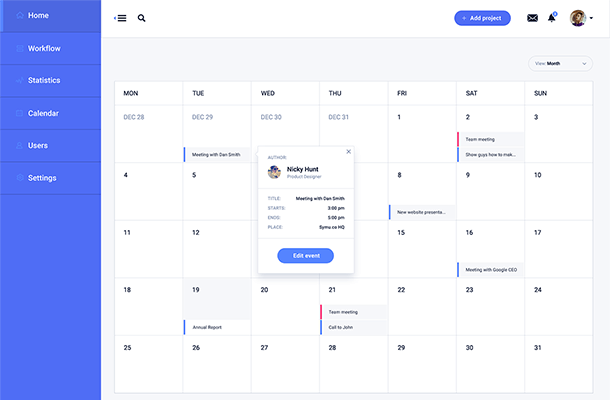 Home
Workflow
Statistics
Calendar
Users
Settings
+ Add project
View: Month
MON TUE WED THU FRI SAT SUN
DEC 28 DEC 29 DEC 30 DEC 31 1 2 3
Team meeting
Meeting with Dan Smith
Show guys how to mak...
AUTHOR:
Nicky Hunt
Product Designer
TITLE: Meeting with Dan Smith
STARTS: 3:00 pm
ENDS: 5:00 pm
PLACE: Symu.co HQ
Edit event
4 5 8 9 10
New website presenta...
11 12 15 16 17
Meeting with Google CEO
18 19 20 21 22 23 24
Team meeting
Annual Report
Call to John
25 26 27 28 29 30 31